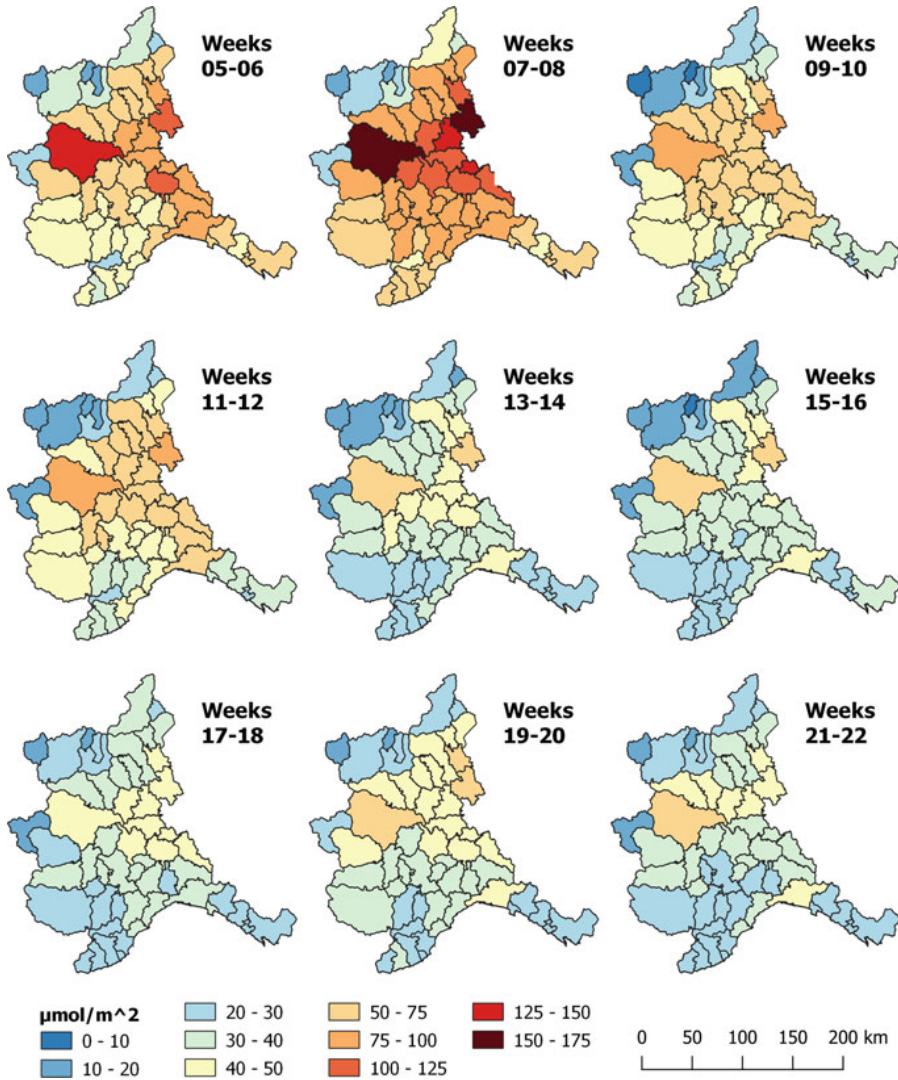 Weeks
05-06
Weeks
07-08
Weeks
09-10
Weeks
11-12
Weeks
13-14
Weeks
15-16
Weeks
17-18
Weeks
19-20
Weeks
21-22
µmol/m^2
0 - 10
10 - 20
20 - 30
30 - 40
40 - 50
50 - 75
75 - 100
100 - 125
125 - 150
150 - 175
0 50 100 150 200 km